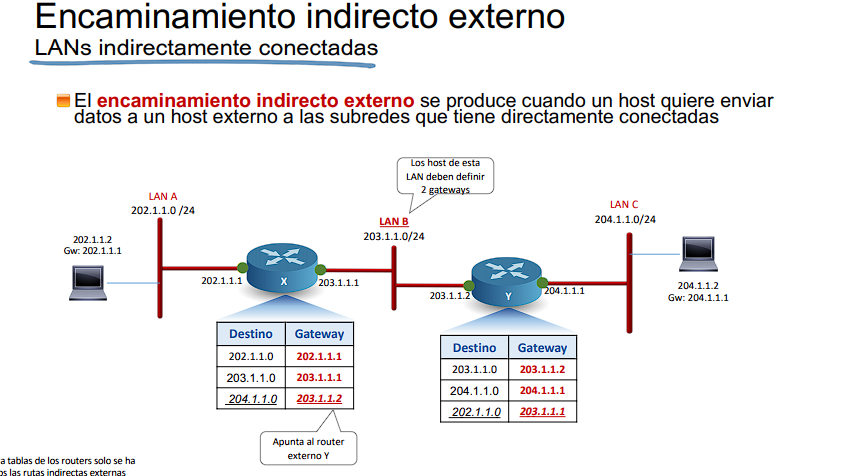 Encaminamiento indirecto externo
LANs indirectamente conectadas
El encaminamiento indirecto externo se produce cuando un host quiere enviar
datos a un host externo a las subredes que tiene directamente conectadas
Los host de esta
LAN deben definir
2 gateways
LAN A
202.1.1.0 /24
LAN B
203.1.1.0/24
LAN C
204.1.1.0/24
202.1.1.2
Gw: 202.1.1.1
202.1.1.1
X
203.1.1.1
203.1.1.2
Y
204.1.1.1
204.1.1.2
Gw: 204.1.1.1
Destino Gateway
202.1.1.0 202.1.1.1
203.1.1.0 203.1.1.1
204.1.1.0 203.1.1.2
Destino Gateway
203.1.1.0 203.1.1.2
204.1.1.0 204.1.1.1
202.1.1.0 203.1.1.1
Apunta al router
externo Y
a tablas de los routers solo se ha
os las rutas indirectas externas